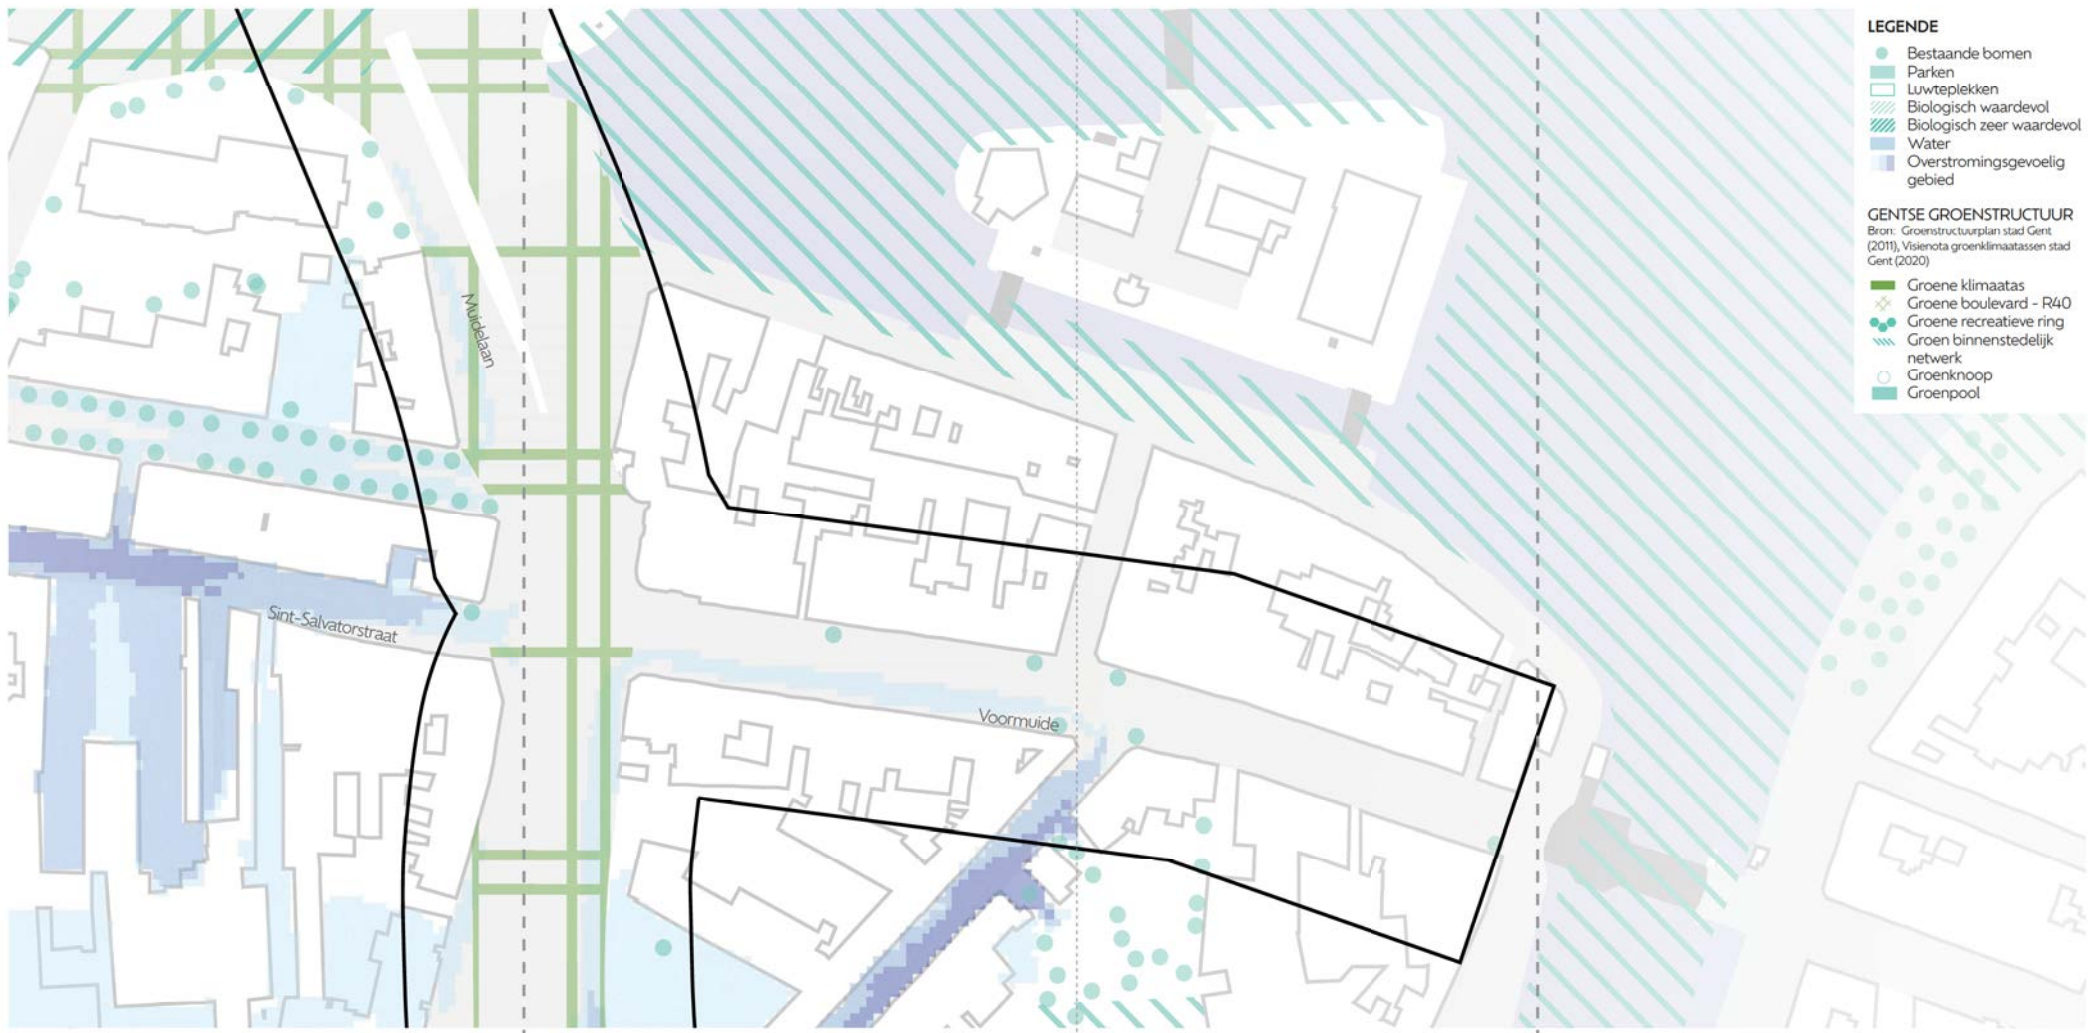 LEGENDE
Bestaande bomen
Parken
Luwteplekken
Biologisch waardevol
Biologisch zeer waardevol
Water
Overstromingsgevoelig
gebied
GENTSE GROENSTRUCTUUR
Bron: Groenstructuurplan stad Gent
(2011), Visienota groenklimaatassen stad
Gent (2020)
Groene klimaatas
Groene boulevard - R40
Groene recreatieve ring
Groen binnenstedelijk
netwerk
Groenknoop
Groenpool
Muidelaan
Sint-Salvatorstraat
Voormuide